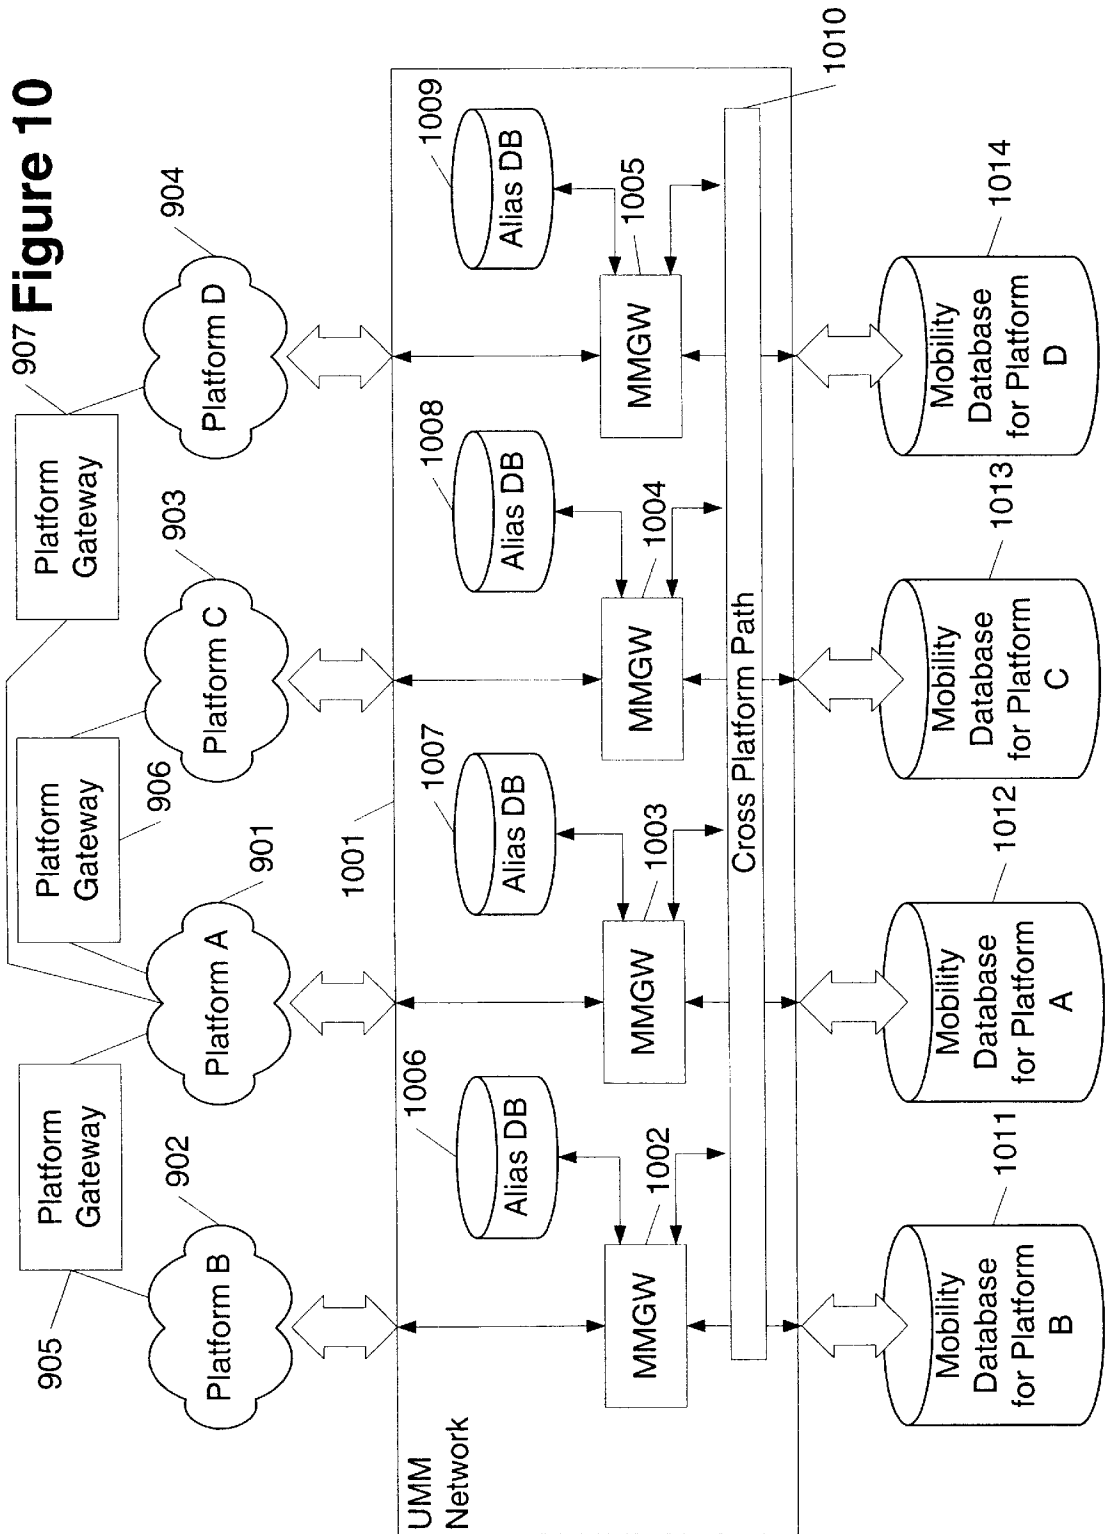 Figure 10
905
Platform
Gateway
Platform
Gateway
906
Platform
Gateway
907
902
901
903
904
Platform B
Platform A
Platform C
Platform D
1001
UMM
Network
1006
1007
1008
1009
Alias DB
Alias DB
Alias DB
Alias DB
1002
1003
1004
1005
MMGW
MMGW
MMGW
MMGW
Cross Platform Path
1010
1011
1012
1013
1014
Mobility
Database
for Platform
B
Mobility
Database
for Platform
A
Mobility
Database
for Platform
C
Mobility
Database
for Platform
D